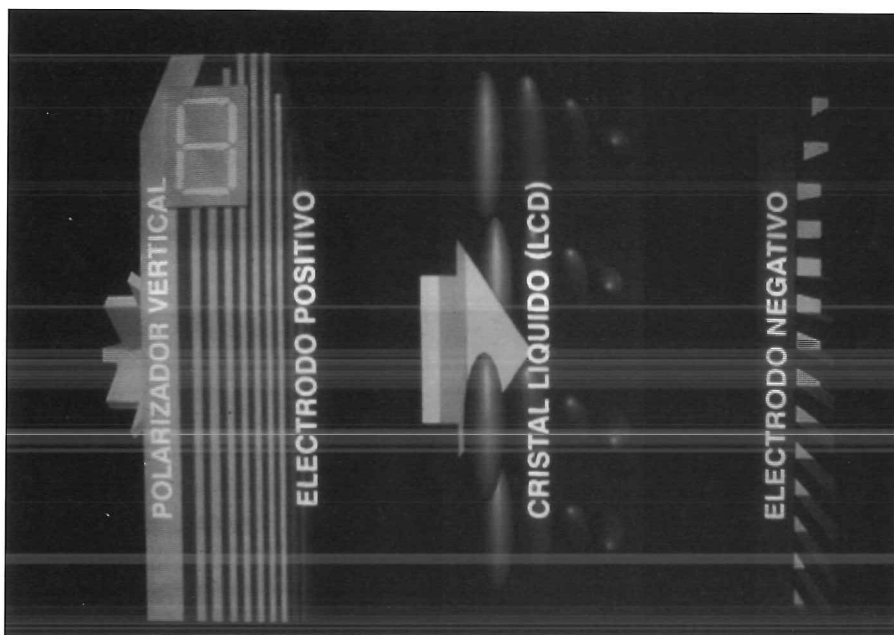 POLARIZADOR VERTICAL
ELECTRODO POSITIVO
CRISTAL LIQUIDO (LCD)
ELECTRODO NEGATIVO